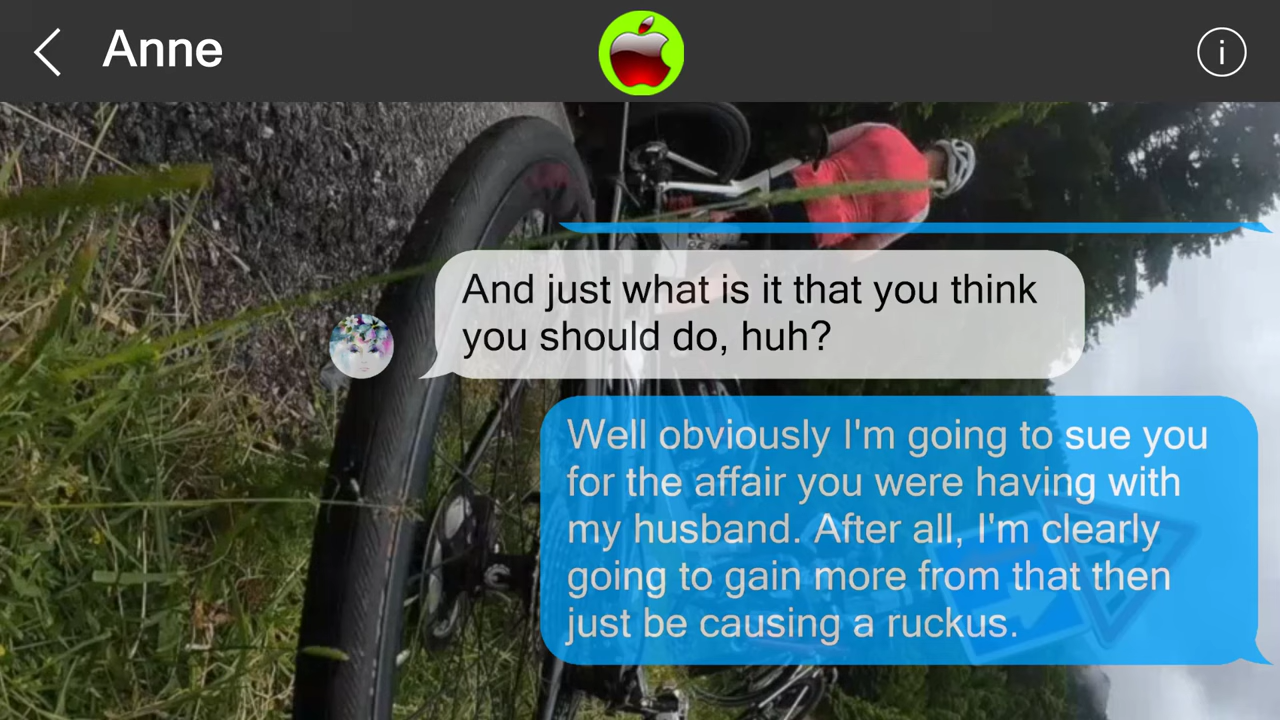 Anne
And just what is it that you think
you should do, huh?
Well obviously I'm going to sue you
for the affair you were having with
my husband. After all, I'm clearly
going to gain more from that then
just be causing a ruckus.